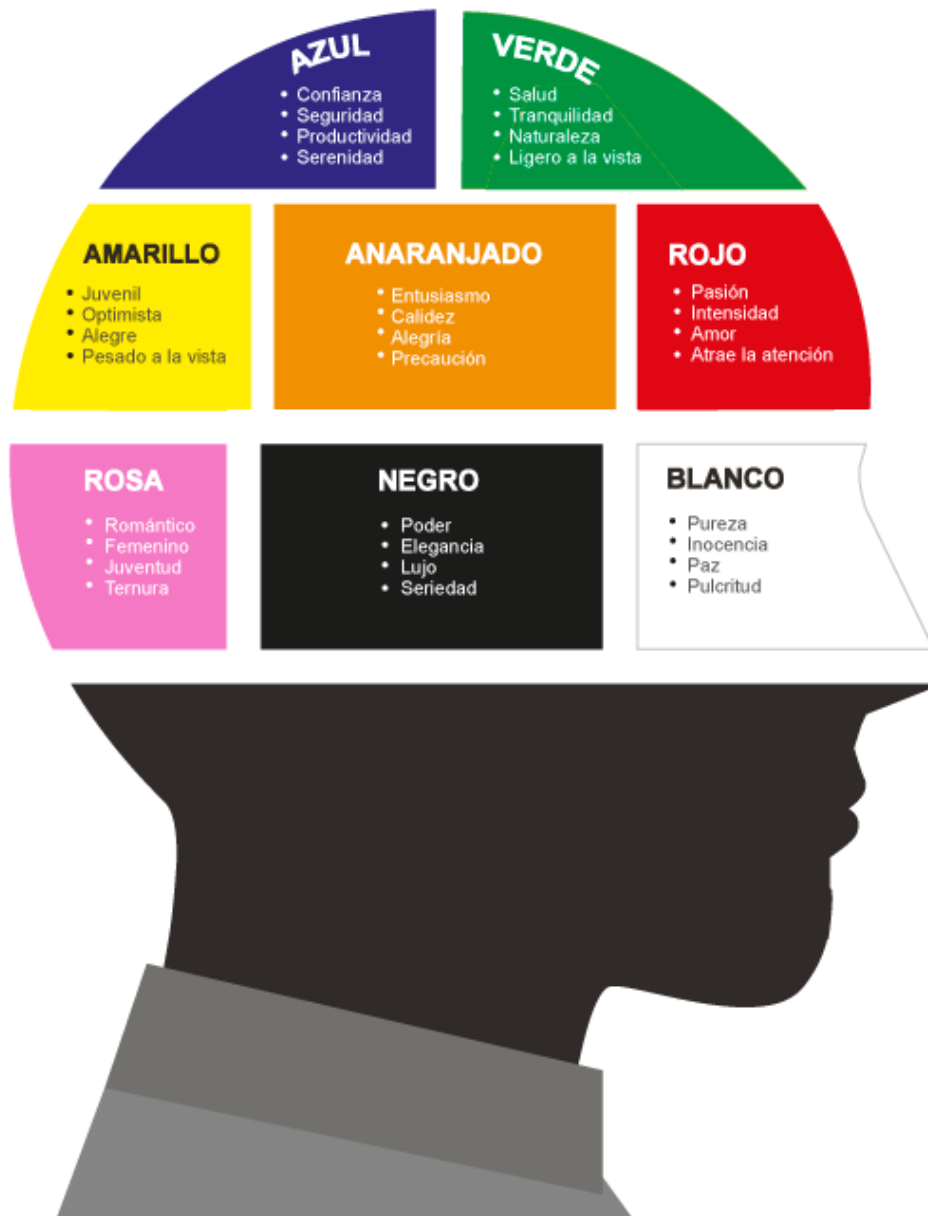 AZUL
• Confianza
• Seguridad
• Productividad
• Serenidad
VERDE
• Salud
• Tranquilidad
• Naturaleza
• Ligero a la vista
AMARILLO
• Juvenil
• Optimista
• Alegre
• Pesado a la vista
ANARANJADO
• Entusiasmo
• Calidez
• Alegría
• Precaución
ROJO
• Pasión
• Intensidad
• Amor
• Atrae la atención
ROSA
• Romántico
• Femenino
• Juventud
• Ternura
NEGRO
• Poder
• Elegancia
• Lujo
• Seriedad
BLANCO
• Pureza
• Inocencia
• Paz
• Pulcritud